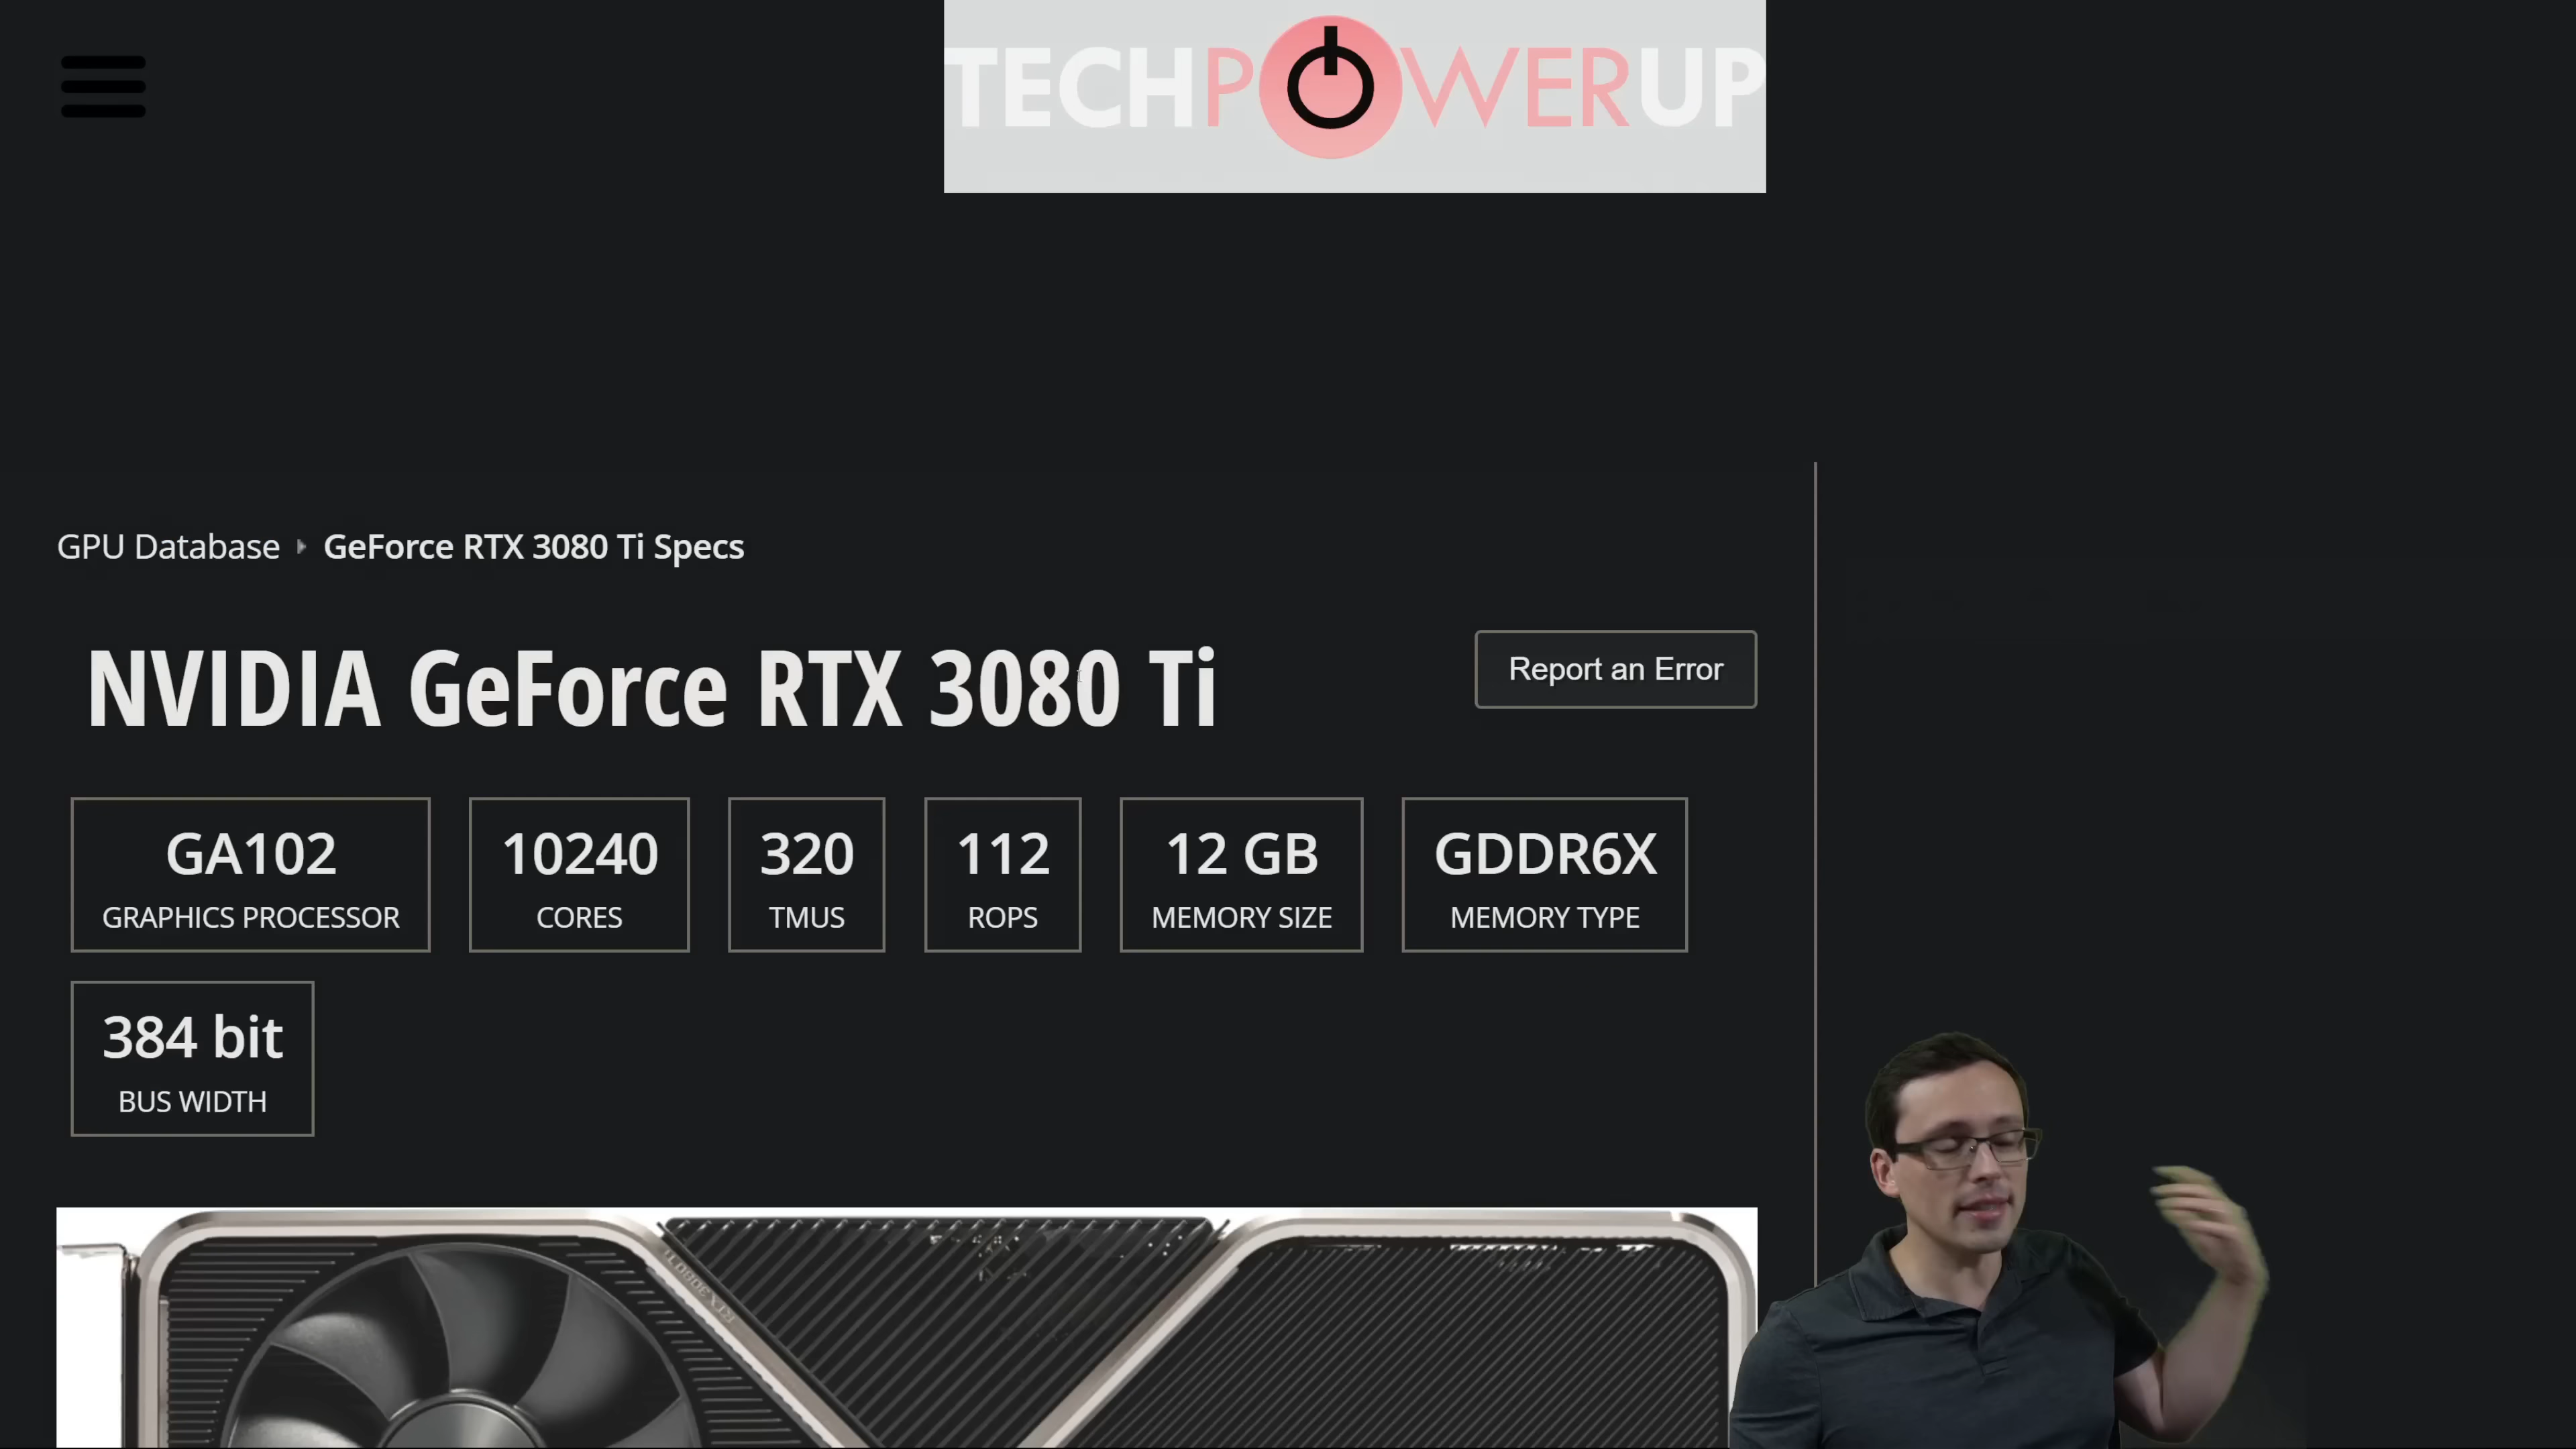 TECHPOWERUP
GPU Database
GeForce RTX 3080 Ti Specs
NVIDIA GeForce RTX 3080 Ti
Report an Error
GA102
GRAPHICS PROCESSOR
10240
CORES
320
TMUS
112
ROPS
12 GB
MEMORY SIZE
GDDR6X
MEMORY TYPE
384 bit
BUS WIDTH